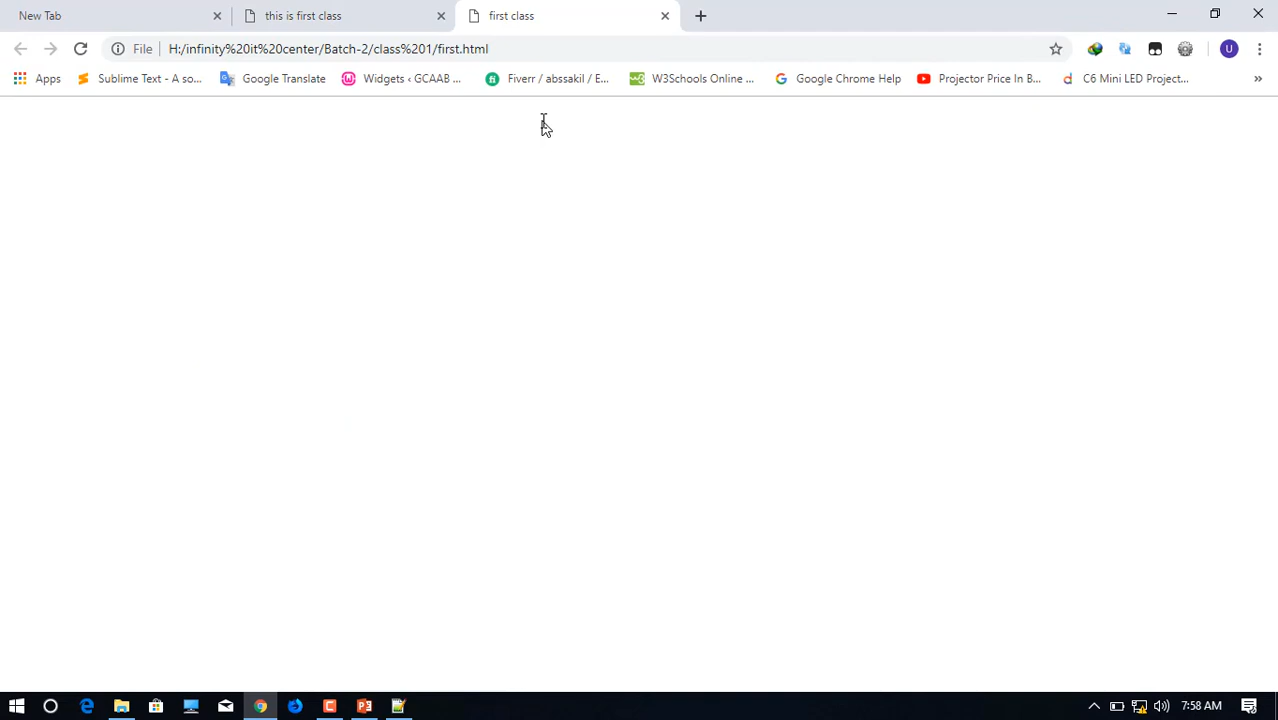 New Tab
this is first class
first class
File
H:/infinity%20it%20center/Batch-2/class%201/first.html
U
Apps
Sublime Text - A so...
Google Translate
Widgets ‹ GCAAB ...
Fiverr / abssakil / E...
W3Schools Online ...
Google Chrome Help
Projector Price In B...
C6 Mini LED Project...
7:58 AM